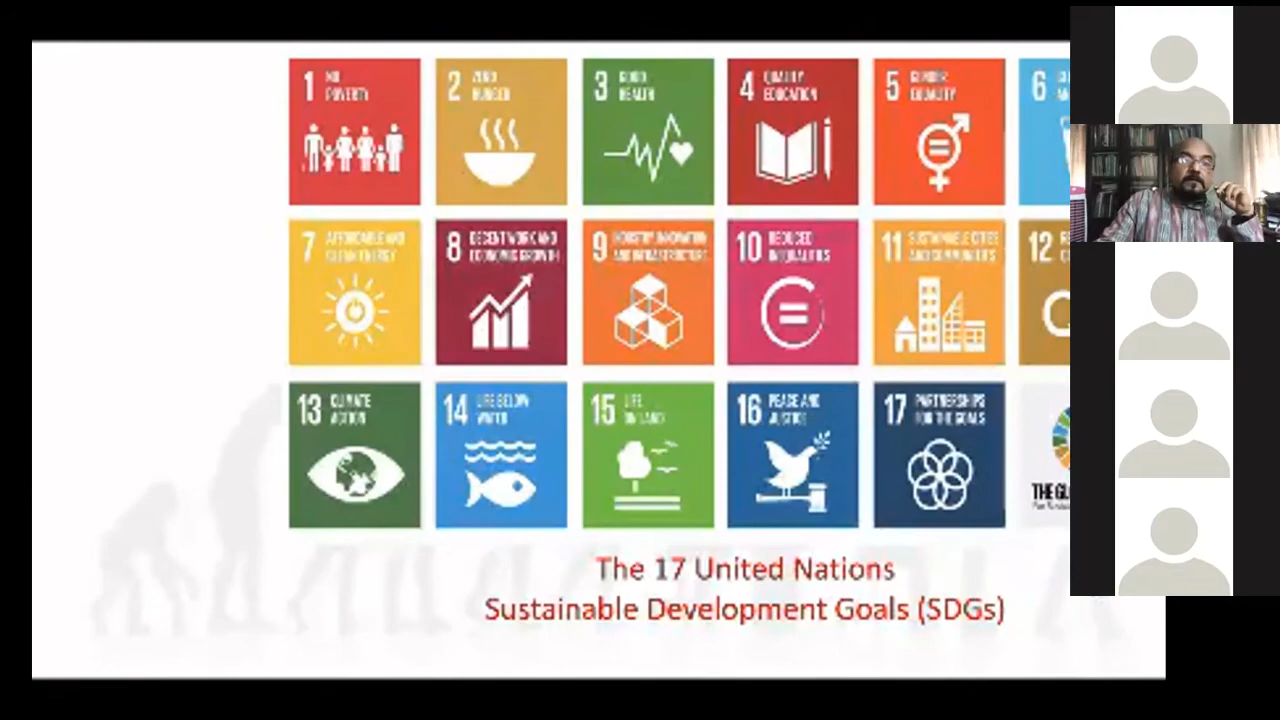 1 NO
POVERTY
2 ZERO
HUNGER
3 GOOD
HEALTH
4 QUALITY
EDUCATION
5 GENDER
EQUALITY
6
7 AFFORDABLE AND
CLEAN ENERGY
8 DECENT WORK AND
ECONOMIC GROWTH
9 INDUSTRY, INNOVATION
AND INFRASTRUCTURE
10 REDUCED
INEQUALITIES
11 SUSTAINABLE CITIES
AND COMMUNITIES
12
13 CLIMATE
ACTION
14 LIFE BELOW
WATER
15 LIFE
ON LAND
16 PEACE AND
JUSTICE
17 PARTNERSHIPS
FOR THE GOALS
THE GL
The 17 United Nations
Sustainable Development Goals (SDGs)